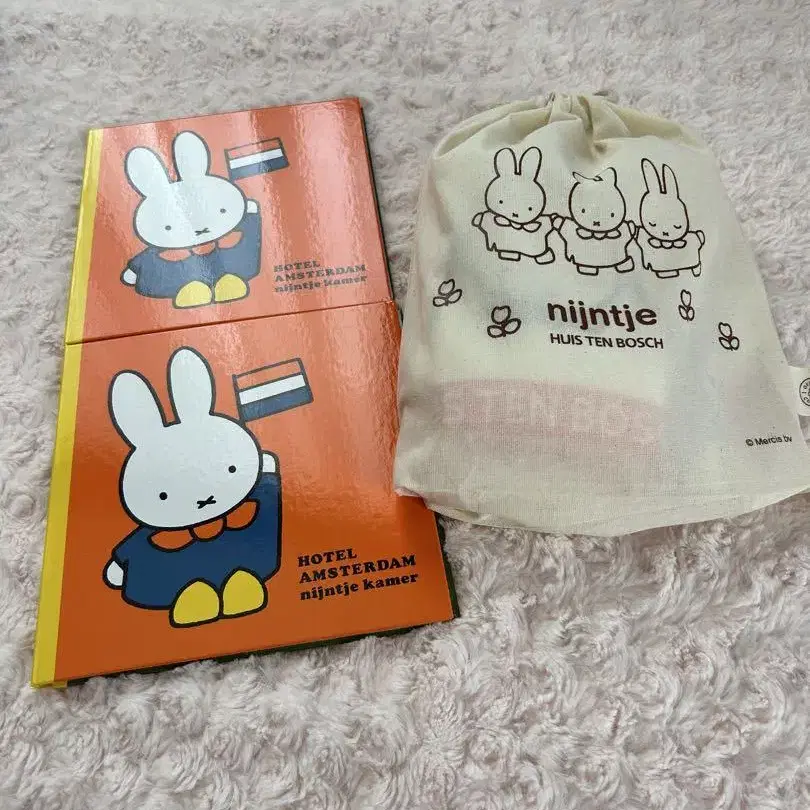 HOTEL
AMSTERDAM
nijntje kamer
HOTEL
AMSTERDAM
nijntje kamer
nijntje
HUIS TEN BOSCH
© Mercis bv